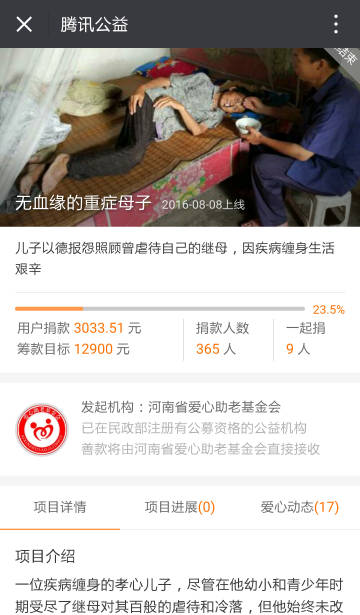 腾讯公益
结束
无血缘的重症母子 2016-08-08上线
儿子以德报怨照顾曾虐待自己的继母，因疾病缠身生活
艰辛
23.5%
用户捐款 3033.51 元
捐款人数
一起捐
筹款目标 12900 元
365 人
9 人
发起机构：河南省爱心助老基金会
已在民政部注册有公募资格的公益机构
善款将由河南省爱心助老基金会直接接收
项目详情 项目进展(0) 爱心动态(17)
项目介绍
一位疾病缠身的孝心儿子，尽管在他幼小和青少年时
期受尽了继母对其百般的虐待和冷落，但他始终未改